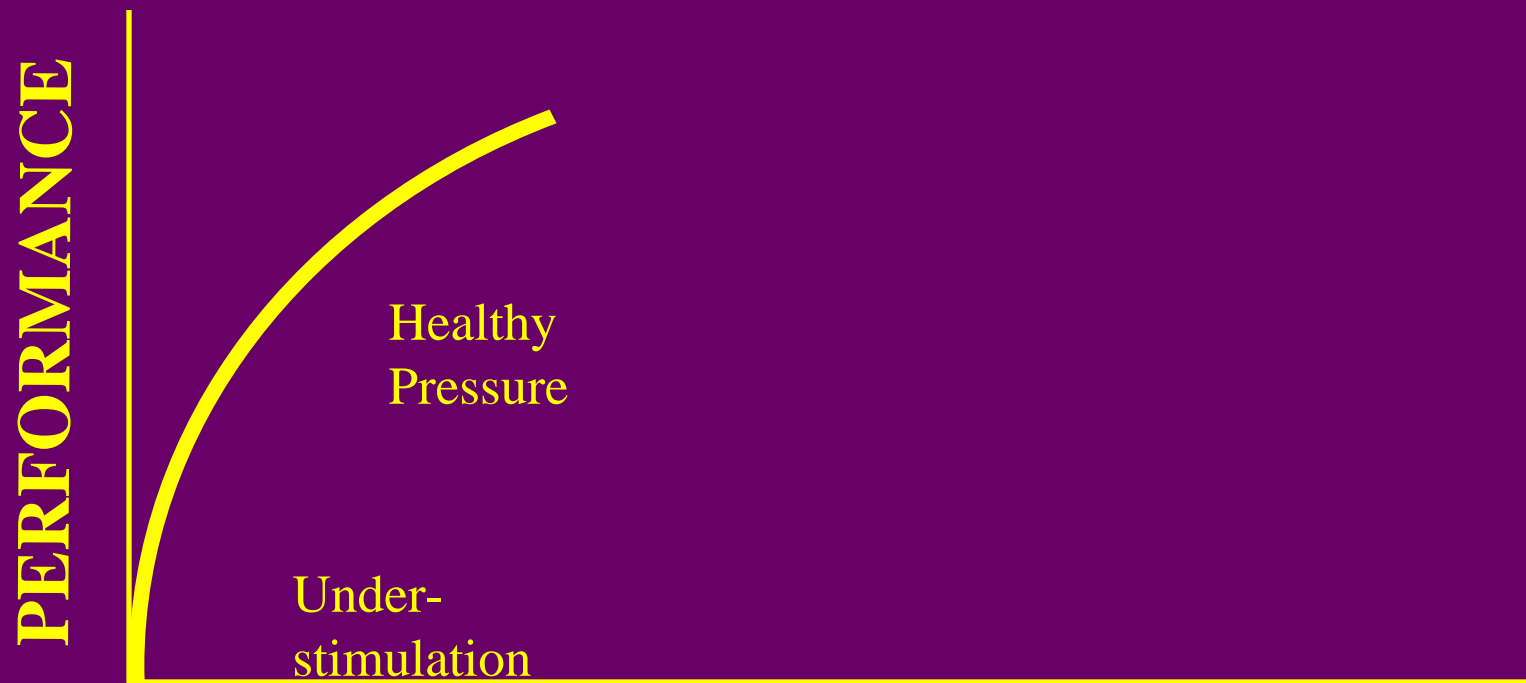 PERFORMANCE
Healthy
Pressure
Under-
stimulation